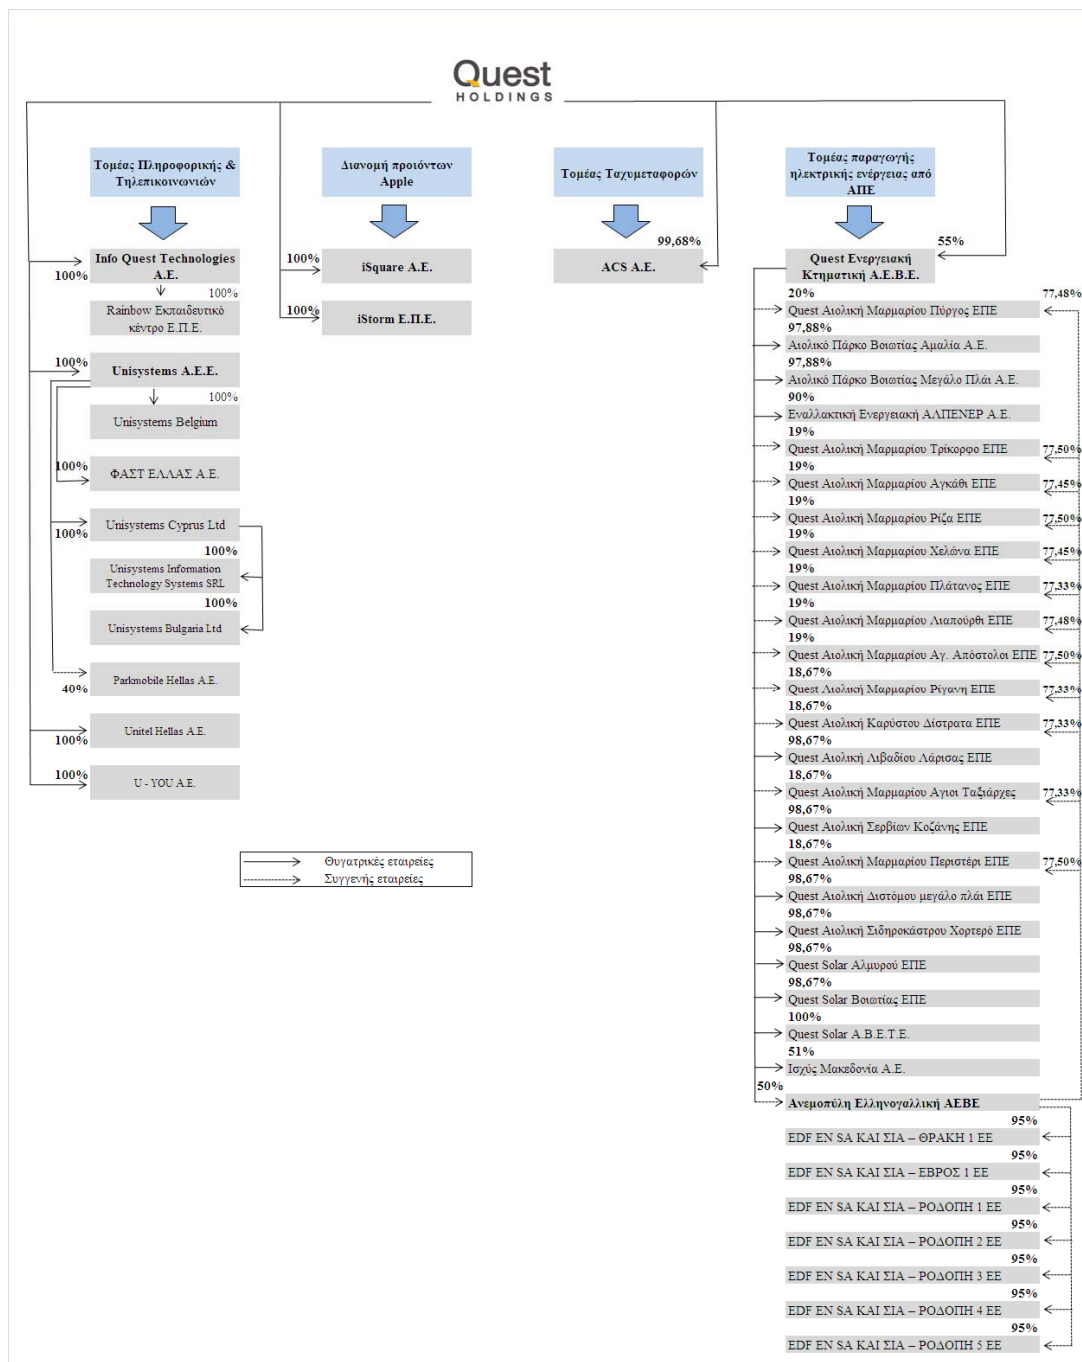 Quest
HOLDINGS
Τομέας Πληροφορικής &
Τηλεπικοινωνιών
Διανομή προιόντων
Apple
Τομέας Ταχυμεταφορών
Τομέας παραγωγής
ηλεκτρικής ενέργειας από
ΑΠΕ
100%
Info Quest Technologies
Α.Ε.
100%
Rainbow Εκπαιδευτικό
κέντρο Ε.Π.Ε.
100%
Unisystems Α.Ε.Ε.
100%
Unisystems Belgium
100%
ΦΑΣΤ ΕΛΛΑΣ Α.Ε.
100%
Unisystems Cyprus Ltd
100%
Unisystems Information
Technology Systems SRL
100%
Unisystems Bulgaria Ltd
40%
Parkmobile Hellas Α.Ε.
100%
Unitel Hellas Α.Ε.
100%
U - YOU Α.Ε.
100%
iSquare Α.Ε.
100%
iStorm Ε.Π.Ε.
99,68%
ACS Α.Ε.
Θυγατρικές εταιρείες
Συγγενής εταιρείες
55%
Quest Ενεργειακή
Κτηματική Α.Ε.Β.Ε.
20% 77,48%
Quest Αιολική Μαρμαρίου Πύργος ΕΠΕ
97,88%
Αιολικό Πάρκο Βοιωτίας Αμαλία Α.Ε.
97,88%
Αιολικό Πάρκο Βοιωτίας Μεγάλο Πλάι Α.Ε.
90%
Εναλλακτική Ενεργειακή ΑΛΠΕΝΕΡ Α.Ε.
19%
Quest Αιολική Μαρμαρίου Τρίκορφο ΕΠΕ 77,50%
19%
Quest Αιολική Μαρμαρίου Αγκάθι ΕΠΕ 77,45%
19%
Quest Αιολική Μαρμαρίου Ρίζα ΕΠΕ 77,50%
19%
Quest Αιολική Μαρμαρίου Χελώνα ΕΠΕ 77,45%
19%
Quest Αιολική Μαρμαρίου Πλάτανος ΕΠΕ 77,33%
19%
Quest Αιολική Μαρμαρίου Λιαπούρθι ΕΠΕ 77,48%
19%
Quest Αιολική Μαρμαρίου Αγ. Απόστολοι ΕΠΕ 77,50%
18,67%
Quest Αιολική Μαρμαρίου Ρίγανη ΕΠΕ 77,33%
18,67%
Quest Αιολική Καρύστου Δίστρατα ΕΠΕ 77,33%
98,67%
Quest Αιολική Λιβαδίου Λάρισας ΕΠΕ
18,67%
Quest Αιολική Μαρμαρίου Αγιοι Ταξιάρχες 77,33%
98,67%
Quest Αιολική Σερβίων Κοζάνης ΕΠΕ
18,67%
Quest Αιολική Μαρμαρίου Περιστέρι ΕΠΕ 77,50%
98,67%
Quest Αιολική Διστόμου μεγάλο πλάι ΕΠΕ
98,67%
Quest Αιολική Σιδηροκάστρου Χορτερό ΕΠΕ
98,67%
Quest Solar Αλμυρού ΕΠΕ
98,67%
Quest Solar Βοιωτίας ΕΠΕ
100%
Quest Solar Α.Β.Ε.Τ.Ε.
51%
Ισχύς Μακεδονία Α.Ε.
50%
Ανεμοπύλη Ελληνογαλλική ΑΕΒΕ
95%
EDF EN SA ΚΑΙ ΣΙΑ – ΘΡΑΚΗ 1 ΕΕ
95%
EDF EN SA ΚΑΙ ΣΙΑ – ΕΒΡΟΣ 1 ΕΕ
95%
EDF EN SA ΚΑΙ ΣΙΑ – ΡΟΔΟΠΗ 1 ΕΕ
95%
EDF EN SA ΚΑΙ ΣΙΑ – ΡΟΔΟΠΗ 2 ΕΕ
95%
EDF EN SA ΚΑΙ ΣΙΑ – ΡΟΔΟΠΗ 3 ΕΕ
95%
EDF EN SA ΚΑΙ ΣΙΑ – ΡΟΔΟΠΗ 4 ΕΕ
95%
EDF EN SA ΚΑΙ ΣΙΑ – ΡΟΔΟΠΗ 5 ΕΕ